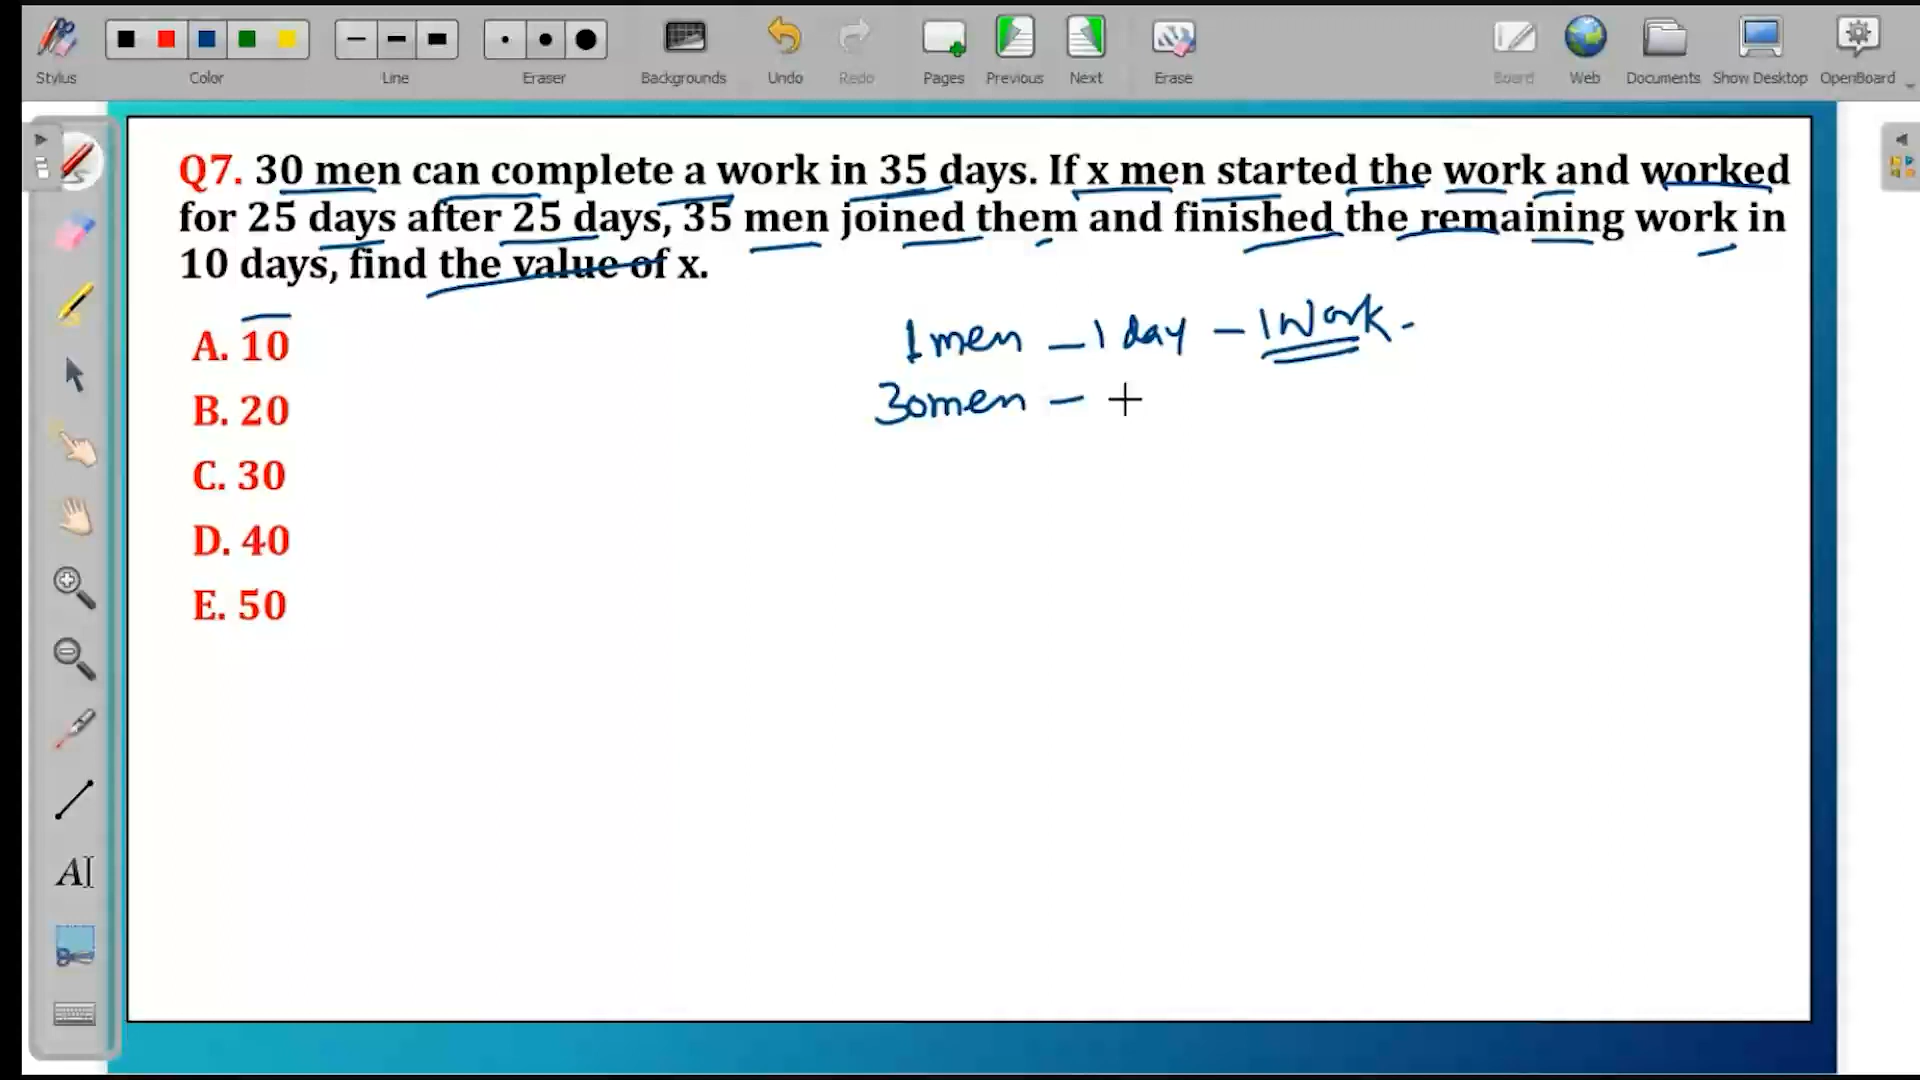 Stylus Color Line Eraser Backgrounds Undo Redo Pages Previous Next Erase Board Web Documents Show Desktop OpenBoard
Q7. 30 men can complete a work in 35 days. If x men started the work and worked
for 25 days after 25 days, 35 men joined them and finished the remaining work in
10 days, find the value of x.
A. 10
B. 20
C. 30
D. 40
E. 50
1 men - 1 day - 1 Work.
30men -